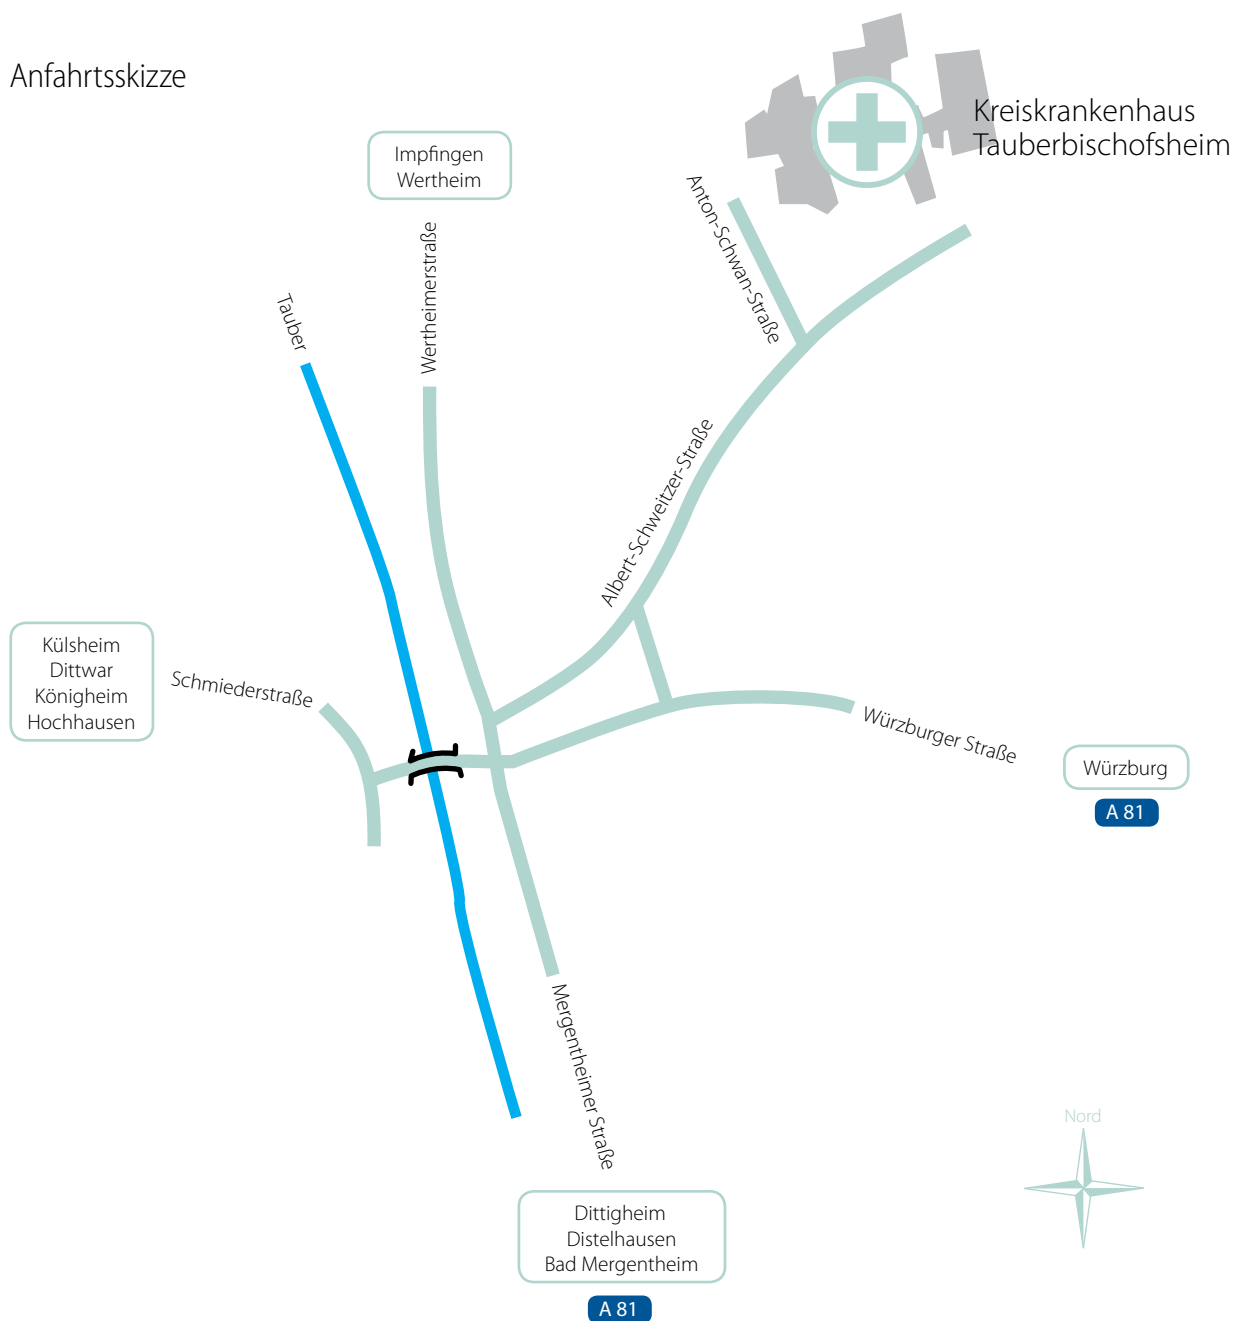 Anfahrtsskizze
Kreiskrankenhaus
Tauberbischofsheim
Impfingen
Wertheim
Anton-Schwan-Straße
Wertheimerstraße
Tauber
Albert-Schweitzer-Straße
Külsheim
Dittwar
Königheim
Hochhausen
Schmiederstraße
Würzburger Straße
Würzburg
A 81
Mergentheimer Straße
Nord
Dittigheim
Distelhausen
Bad Mergentheim
A 81